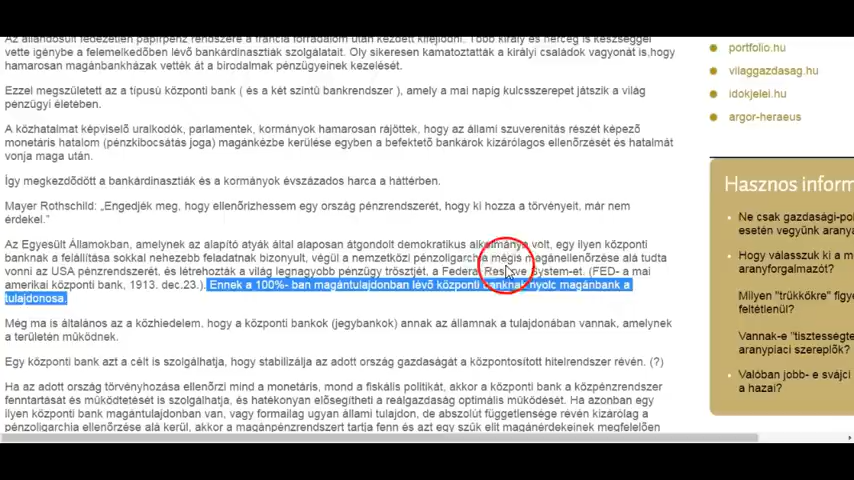 Az államosult fedezetlen papírpénz rendszere a francia forradalom után kezdett kifejlődni. Több király és herceg is készséggel
vette igénybe a felemelkedőben lévő bankárdinasztiák szolgálatait. Oly sikeresen kamatoztatták a királyi családok vagyonát is,hogy
hamarosan magánbankházak vették át a birodalmak pénzügyeinek kezelését.
Ezzel megszületett az a típusú központi bank ( és a két szintű bankrendszer ), amely a mai napig kulcsszerepet játszik a világ
pénzügyi életében.
A közhatalmat képviselő uralkodók, parlamentek, kormányok hamarosan rájöttek, hogy az állami szuverenitás részét képező
monetáris hatalom (pénzkibocsátás joga) magánkézbe kerülése egyben a befektető bankárok kizárólagos ellenőrzését és hatalmát
vonja maga után.
Így megkezdődött a bankárdinasztiák és a kormányok évszázados harca a háttérben.
Mayer Rothschild: „Engedjék meg, hogy ellenőrizhessem egy ország pénzrendszerét, hogy ki hozza a törvényeit, már nem
érdekel.”
Az Egyesült Államokban, amelynek az alapító atyák által alaposan átgondolt demokratikus alkotmánya volt, egy ilyen központi
banknak a felállítása sokkal nehezebb feladatnak bizonyult, végül a nemzetközi pénzoligarchia mégis magánellenőrzése alá tudta
vonni az USA pénzrendszerét, és létrehozták a világ legnagyobb pénzügy trösztjét, a Federal Reserve System-et. (FED- a mai
amerikai központi bank, 1913. dec.23.). Ennek a 100%- ban magántulajdonban lévő központi banknak nyolc magánbank a
tulajdonosa.
Még ma is általános az a közhiedelem, hogy a központi bankok (jegybankok) annak az államnak a tulajdonában vannak, amelynek
a területén működnek.
Egy központi bank azt a célt is szolgálhatja, hogy stabilizálja az adott ország gazdaságát a központosított hitelrendszer révén. (?)
Ha az adott ország törvényhozása ellenőrzi mind a monetáris, mond a fiskális politikát, akkor a központi bank a közpénzrendszer
fenntartását és működtetését is szolgálhatja, és hatékonyan elősegítheti a reálgazdaság optimális működését. Ha azonban egy
ilyen központi bank magántulajdonban van, vagy formailag ugyan állami tulajdon, de abszolút függetlensége révén kizárólag a
pénzoligarchia ellenőrzése alá kerül, akkor a magánpénzrendszert tartja fenn és azt egy szűk elit magánérdekeinek megfelelően
portfolio.hu
vilaggazdasag.hu
idokjelei.hu
argor-heraeus
Hasznos inform
Ne csak gazdasági-pol
esetén vegyünk aranya
Hogy válasszuk ki a m
aranyforgalmazót?
Milyen "trükkökre" figye
feltétlenül?
Vannak-e "tisztességte
aranypiaci szereplők?
Valóban jobb- e svájci
a hazai?